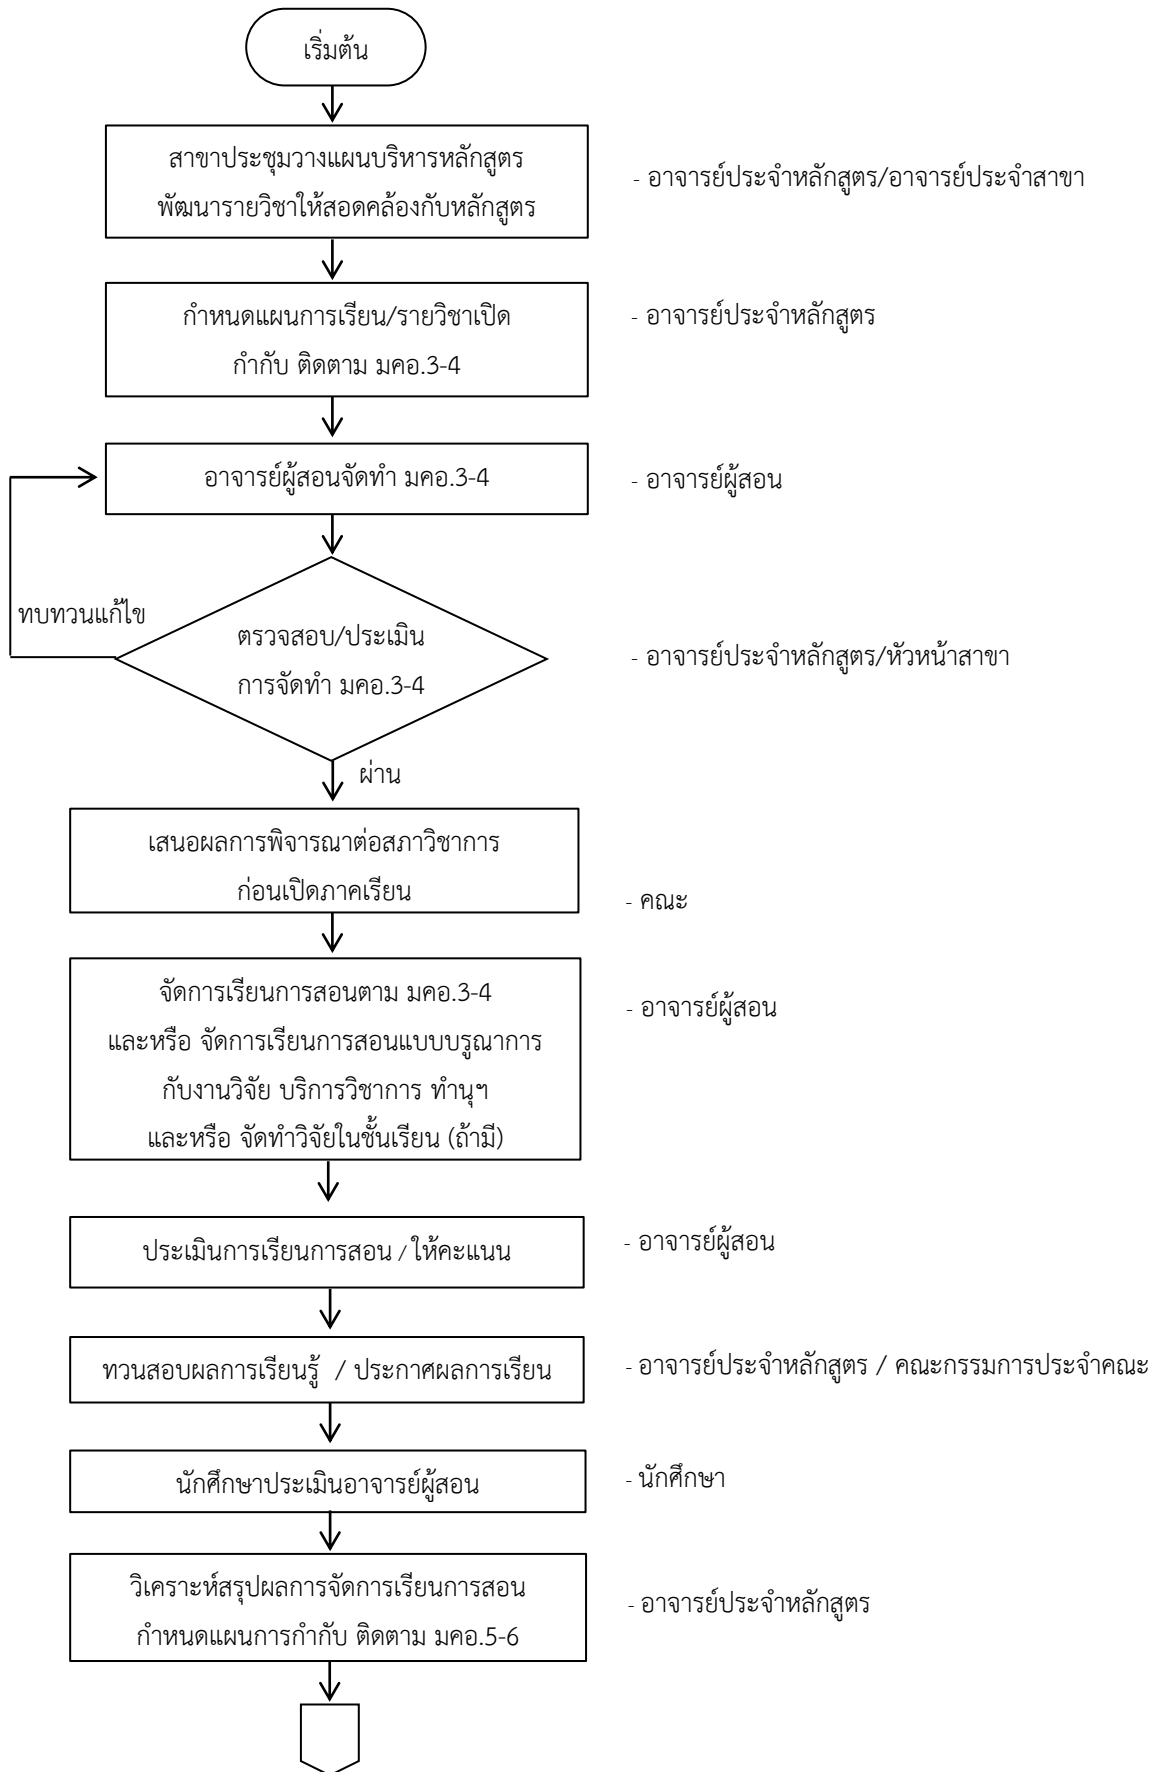 เริ่มต้น
สาขาประชุมวางแผนบริหารหลักสูตร
พัฒนารายวิชาให้สอดคล้องกับหลักสูตร
- อาจารย์ประจำหลักสูตร/อาจารย์ประจำสาขา
กำหนดแผนการเรียน/รายวิชาเปิด
กำกับ ติดตาม มคอ.3-4
- อาจารย์ประจำหลักสูตร
อาจารย์ผู้สอนจัดทำ มคอ.3-4
- อาจารย์ผู้สอน
ทบทวนแก้ไข
ตรวจสอบ/ประเมิน
การจัดทำ มคอ.3-4
- อาจารย์ประจำหลักสูตร/หัวหน้าสาขา
ผ่าน
เสนอผลการพิจารณาต่อสภาวิชาการ
ก่อนเปิดภาคเรียน
- คณะ
จัดการเรียนการสอนตาม มคอ.3-4
และหรือ จัดการเรียนการสอนแบบบรูณาการ
กับงานวิจัย บริการวิชาการ ทำนุฯ
และหรือ จัดทำวิจัยในชั้นเรียน (ถ้ามี)
- อาจารย์ผู้สอน
ประเมินการเรียนการสอน / ให้คะแนน
- อาจารย์ผู้สอน
ทวนสอบผลการเรียนรู้ / ประกาศผลการเรียน
- อาจารย์ประจำหลักสูตร / คณะกรรมการประจำคณะ
นักศึกษาประเมินอาจารย์ผู้สอน
- นักศึกษา
วิเคราะห์สรุปผลการจัดการเรียนการสอน
กำหนดแผนการกำกับ ติดตาม มคอ.5-6
- อาจารย์ประจำหลักสูตร